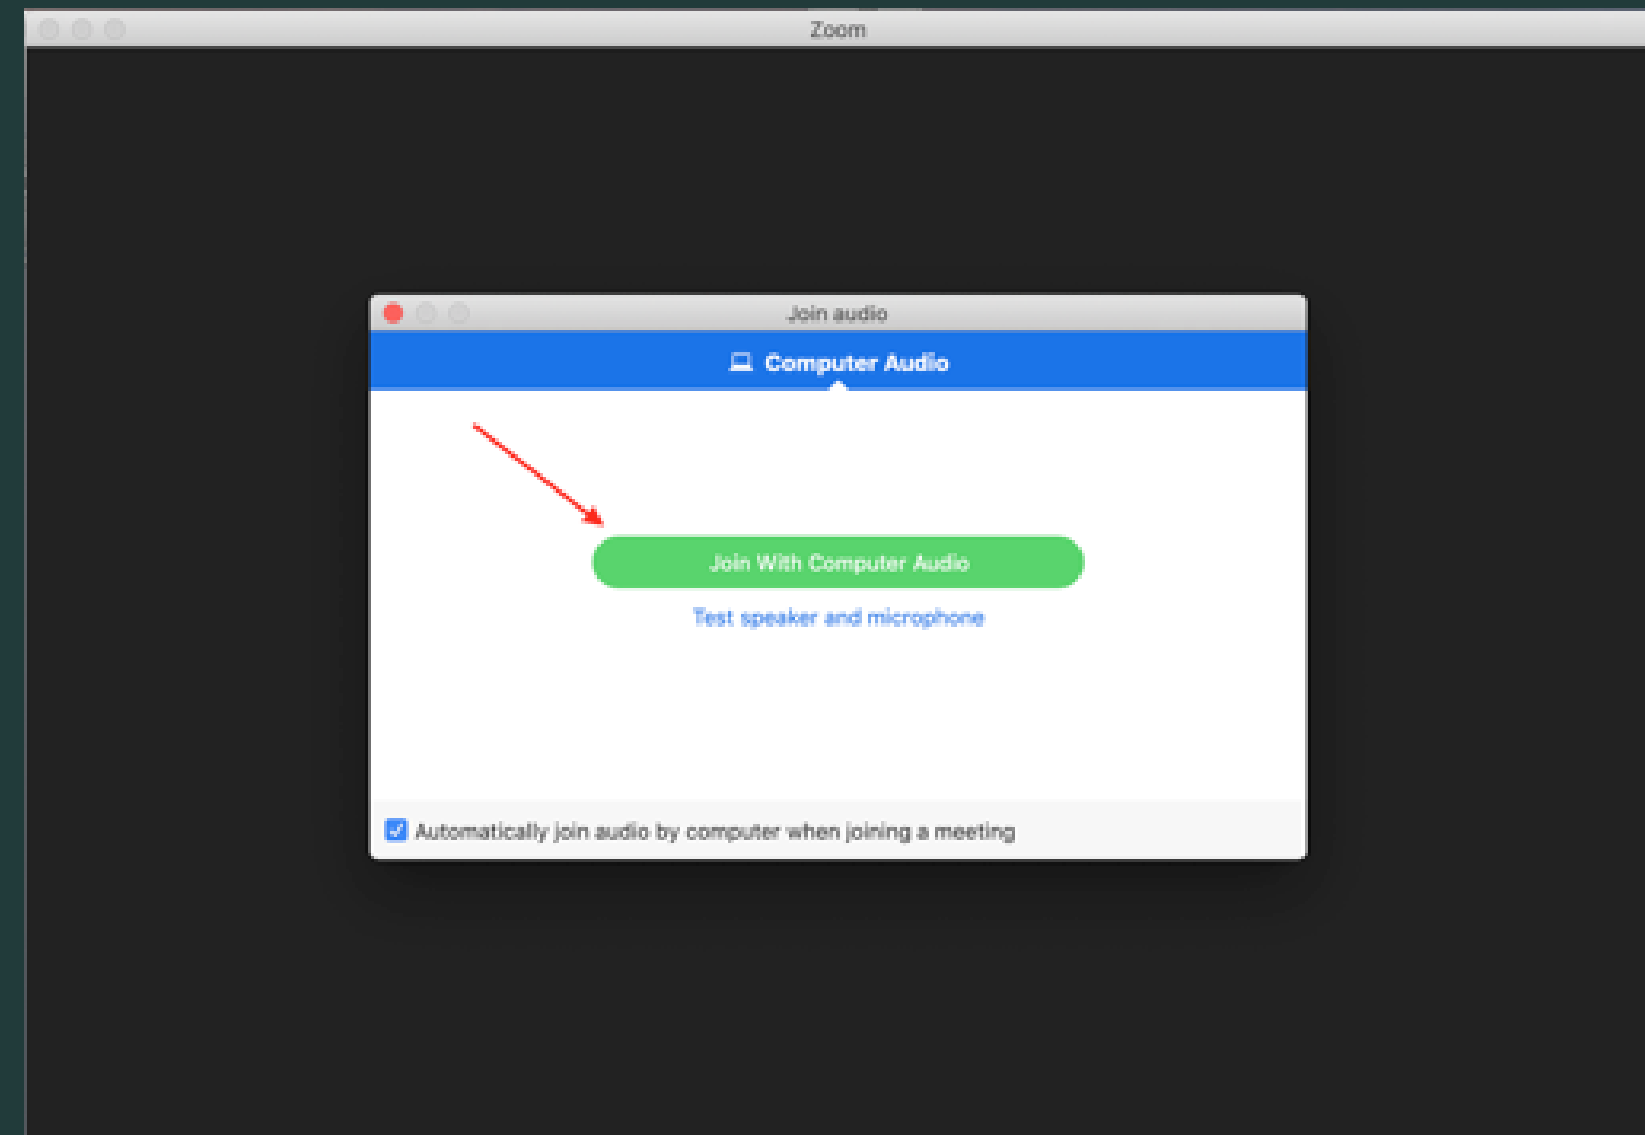 Zoom
Join audio
Computer Audio
Join With Computer Audio
Test speaker and microphone
Automatically join audio by computer when joining a meeting